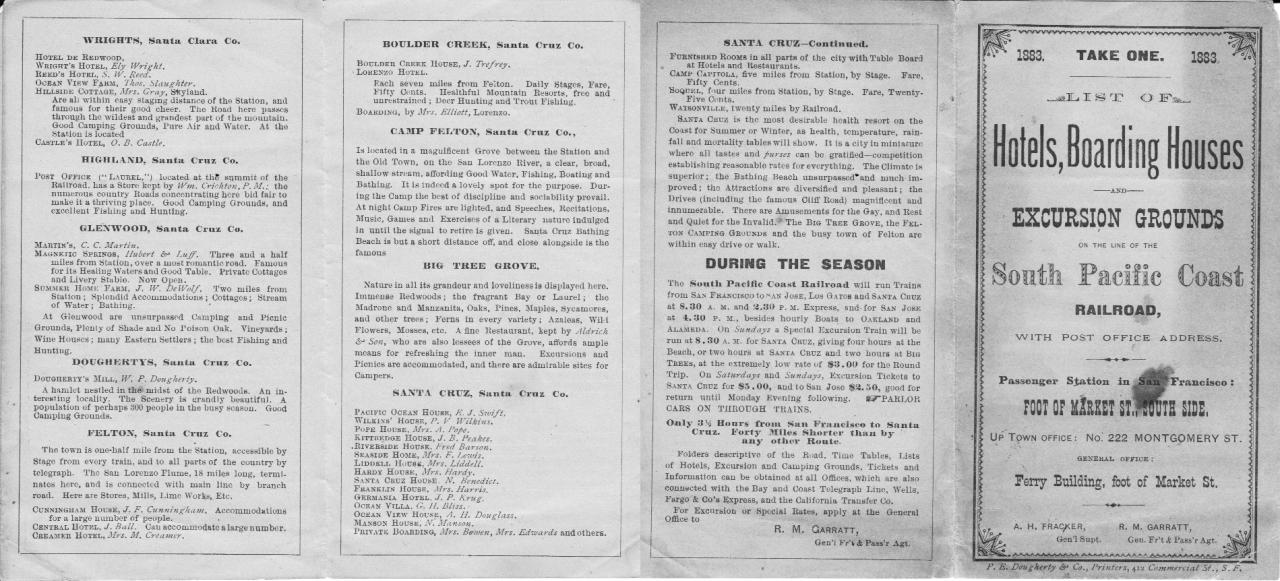 WRIGHTS, Santa Clara Co.
HOTEL DE REDWOOD,
WRIGHT'S HOTEL, Ely Wright.
REED'S HOTEL, S. W. Reed.
OCEAN VIEW FARM, Thos. Slaughter.
HILLSIDE COTTAGE, Mrs. Gray, Skyland.
Are all within easy staging distance of the Station, and
famous for their good cheer. The Road here passes
through the wildest and grandest part of the mountain.
Good Camping Grounds, Pure Air and Water. At the
Station is located
CASTLE'S HOTEL, O. B. Castle.
HIGHLAND, Santa Cruz Co.
POST OFFICE ("LAUREL,") located at the summit of the
Railroad, has a Store kept by Wm. Crichton, P. M.; the
numerous country Roads concentrating here bid fair to
make it a thriving place. Good Camping Grounds, and
excellent Fishing and Hunting.
GLENWOOD, Santa Cruz Co.
MARTIN'S, C. C. Martin.
MAGNETIC SPRINGS, Hubert & Luff. Three and a half
miles from Station, over a most romantic road. Famous
for its Healing Waters and Good Table. Private Cottages
and Livery Stable. Now Open.
SUMMER HOME FARM, J. W. DeWolf. Two miles from
Station; Splendid Accommodations; Cottages; Stream
of Water; Bathing.
At Glenwood are unsurpassed Camping and Picnic
Grounds, Plenty of Shade and No Poison Oak. Vineyards;
Wine Houses; many Eastern Settlers; the best Fishing and
Hunting.
DOUGHERTYS, Santa Cruz Co.
DOUGHERTY'S MILL, W. P. Dougherty.
A hamlet nestled in the midst of the Redwoods. An in-
teresting locality. The Scenery is grandly beautiful. A
population of perhaps 300 people in the busy season. Good
Camping Grounds.
FELTON, Santa Cruz Co.
The town is one-half mile from the Station, accessible by
Stage from every train, and to all parts of the country by
telegraph. The San Lorenzo Flume, 18 miles long, termi-
nates here, and is connected with main line by branch
road. Here are Stores, Mills, Lime Works, Etc.
CUNNINGHAM HOUSE, J. F. Cunningham. Accommodations
for a large number of people.
CENTRAL HOTEL, J. Ball. Can accommodate a large number.
CREAMER HOTEL, Mrs. M. Creamer.
BOULDER CREEK, Santa Cruz Co.
BOULDER CREEK HOUSE, J. Trefrey.
LORENZO HOTEL.
Each seven miles from Felton. Daily Stages, Fare,
Fifty Cents. Healthful Mountain Resorts, free and
unrestrained; Deer Hunting and Trout Fishing.
BOARDING, by Mrs. Elliott, Lorenzo.
CAMP FELTON, Santa Cruz Co.,
Is located in a magnificent Grove between the Station and
the Old Town, on the San Lorenzo River, a clear, broad,
shallow stream, affording Good Water, Fishing, Boating and
Bathing. It is indeed a lovely spot for the purpose. Dur-
ing the Camp the best of discipline and sociability prevail.
At night Camp Fires are lighted, and Speeches, Recitations,
Music, Games and Exercises of a Literary nature indulged
in until the signal to retire is given. Santa Cruz Bathing
Beach is but a short distance off, and close alongside is the
famous
BIG TREE GROVE.
Nature in all its grandeur and loveliness is displayed here.
Immense Redwoods; the fragrant Bay or Laurel; the
Madrone and Manzanita, Oaks, Pines, Maples, Sycamores,
and other trees; Ferns in every variety; Azaleas, Wild
Flowers, Mosses, etc. A fine Restaurant, kept by Aldrich
& Son, who are also lessees of the Grove, affords ample
means for refreshing the inner man. Excursions and
Picnics are accommodated, and there are admirable sites for
Campers.
SANTA CRUZ, Santa Cruz Co.
PACIFIC OCEAN HOUSE, E. J. Swift.
WILKINS' HOUSE, P. V Wilkins.
POPE HOUSE, Mrs. A. Pope.
KITTREDGE HOUSE, J. B. Peakes.
RIVERSIDE HOUSE, Fred Barson.
SEASIDE HOME, Mrs. F. Lewis.
LIDDELL HOUSE, Mrs. Liddell.
HARDY HOUSE, Mrs. Hardy.
SANTA CRUZ HOUSE N. Benedict.
FRANKLIN HOUSE, Mrs. Harris.
GERMANIA HOTEL J. P. Krug.
OCEAN VILLA. G. H. Bliss.
OCEAN VIEW HOUSE, A. H. Douglass.
MANSON HOUSE, N. Manson.
PRIVATE BOARDING, Mrs. Bowen, Mrs. Edwards and others.
SANTA CRUZ—Continued.
FURNISHED ROOMS in all parts of the city with Table Board
at Hotels and Restaurants.
CAMP CAPITOLA, five miles from Station, by Stage. Fare,
Fifty Cents.
SOQUEL, four miles from Station, by Stage. Fare, Twenty-
Five Cents.
WATSONVILLE, twenty miles by Railroad.
SANTA CRUZ is the most desirable health resort on the
Coast for Summer or Winter, as health, temperature, rain-
fall and mortality tables will show. It is a city in miniature
where all tastes and purses can be gratified—competition
establishing reasonable rates for everything. The Climate is
superior; the Bathing Beach unsurpassed and much im-
proved; the Attractions are diversified and pleasant; the
Drives (including the famous Cliff Road) magnificent and
innumerable. There are Amusements for the Gay, and Rest
and Quiet for the Invalid. The BIG TREE GROVE, the FEL-
TON CAMPING GROUNDS and the busy town of Felton are
within easy drive or walk.
DURING THE SEASON
The South Pacific Coast Railroad will run Trains
from SAN FRANCISCO to SAN JOSE, LOS GATOS and SANTA CRUZ
at 8.30 A. M. and 2.30 P. M. Express, and for SAN JOSE
at 4.30 P. M., besides hourly Boats to OAKLAND and
ALAMEDA. On Sundays a Special Excursion Train will be
run at 8.30 A.M. for SANTA CRUZ, giving four hours at the
Beach, or two hours at SANTA CRUZ and two hours at BIG
TREES, at the extremely low rate of $3.00 for the Round
Trip. On Saturdays and Sundays, Excursion Tickets to
SANTA CRUZ for $5.00, and to San Jose $2.50, good for
return until Monday Evening following. ☞PARLOR
CARS ON THROUGH TRAINS.
Only 3½ Hours from San Francisco to Santa
Cruz. Forty Miles Shorter than by
any other Route.
Folders descriptive of the Road, Time Tables, Lists
of Hotels, Excursion and Camping Grounds, Tickets and
Information can be obtained at all Offices, which are also
connected with the Bay and Coast Telegraph Line, Wells,
Fargo & Co's Express, and the California Transfer Co.
For Excursion or Special Rates, apply at the General
Office to
R. M. GARRATT,
Gen'l Fr't & Pass'r Agt.
1883. TAKE ONE. 1883.
LIST OF
Hotels, Boarding Houses
—AND—
EXCURSION GROUNDS
ON THE LINE OF THE
South Pacific Coast
RAILROAD,
WITH POST OFFICE ADDRESS.
Passenger Station in San Francisco:
FOOT OF MARKET ST., SOUTH SIDE.
UP TOWN OFFICE: No. 222 MONTGOMERY ST.
GENERAL OFFICE:
Ferry Building, foot of Market St.
A. H. FRACKER, R. M. GARRATT,
Gen'l Supt. Gen. Fr't & Pass'r Agt.
P. E. Dougherty & Co., Printers, 412 Commercial St., S. F.